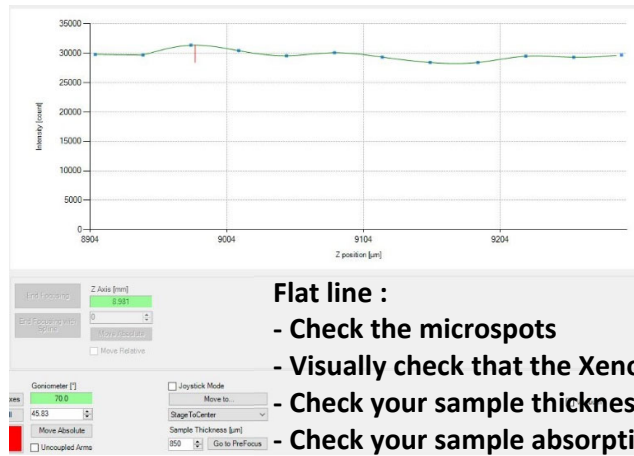 35000
30000
25000
20000
15000
10000
5000
0
Intensity [count]
8904
9004
9104
9204
Z position [µm]
Z Axis [mm]
8.981
0
Move Absolute
Move Relative
Flat line :
- Check the microspots
- Visually check that the Xeno
- Check your sample thicknes
- Check your sample absorpti
Goniometer [°]
70.0
45.83
Move Absolute
Uncoupled Arms
Joystick Mode
Move to...
StageToCenter
Sample Thickness [µm]
850
Go to PreFocus